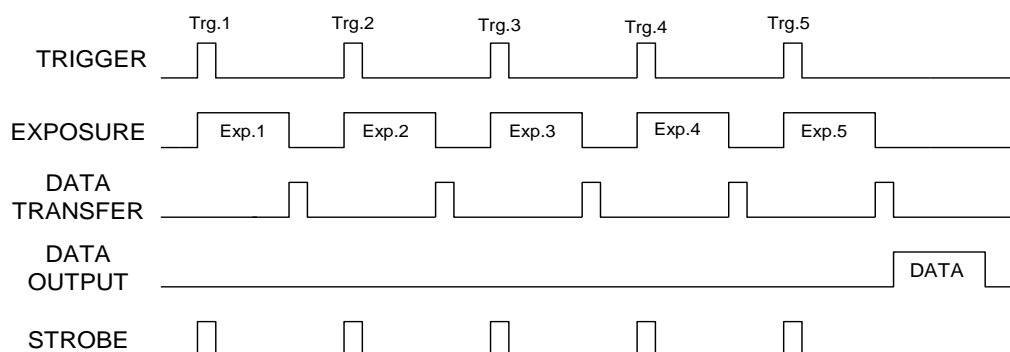 Trg.1 Trg.2 Trg.3 Trg.4 Trg.5
TRIGGER
EXPOSURE Exp.1 Exp.2 Exp.3 Exp.4 Exp.5
DATA
TRANSFER
DATA
OUTPUT DATA
STROBE